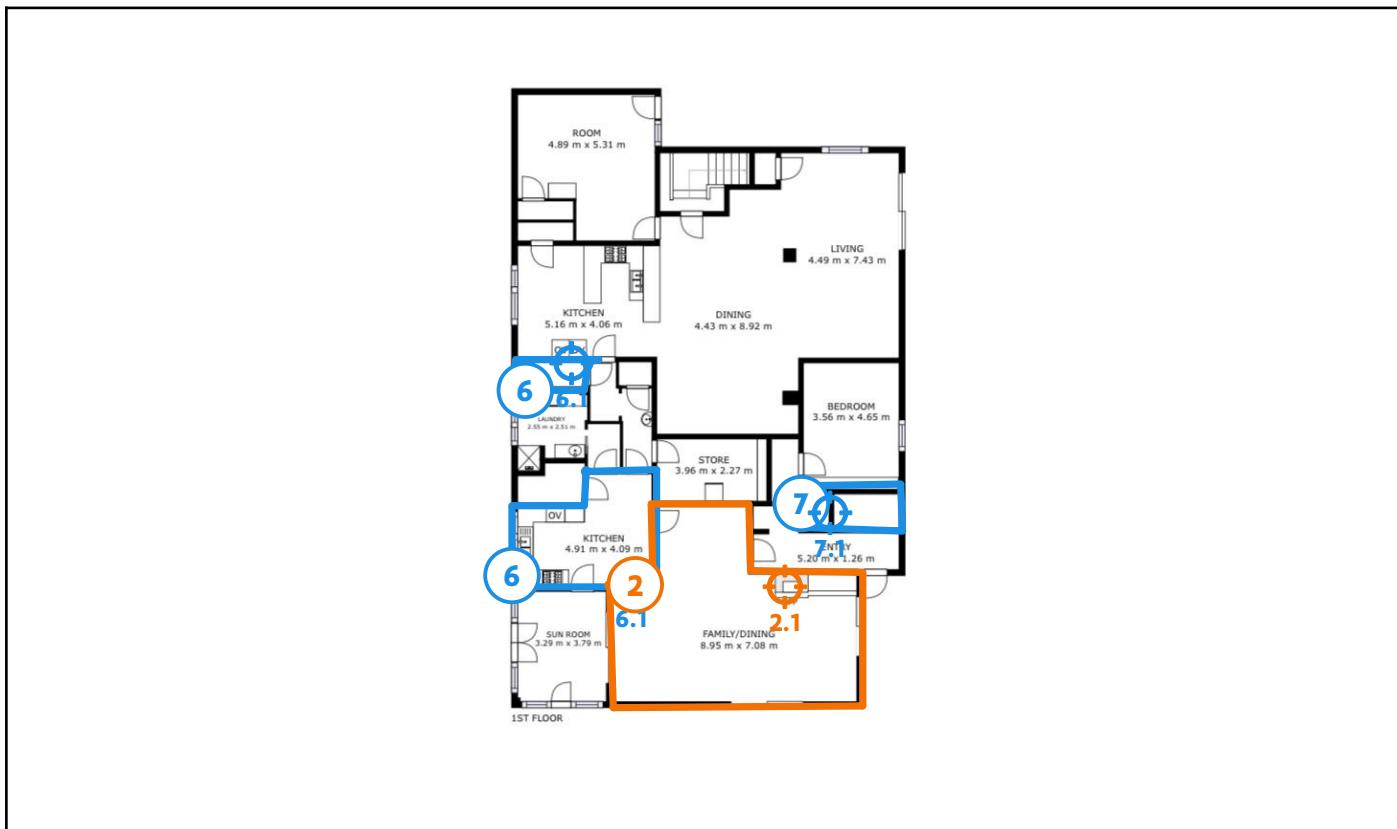 ROOM
4.89 m x 5.31 m
LIVING
4.49 m x 7.43 m
KITCHEN
5.16 m x 4.06 m
DINING
4.43 m x 8.92 m
6
6.1
BEDROOM
3.56 m x 4.65 m
LAUNDRY
2.55 m x 2.51 m
STORE
3.96 m x 2.27 m
7
7.1
OV
KITCHEN
4.91 m x 4.09 m
ENTRY
5.20 m x 1.26 m
6
2
6.1
2.1
SUN ROOM
3.29 m x 3.79 m
FAMILY/DINING
8.95 m x 7.08 m
1ST FLOOR